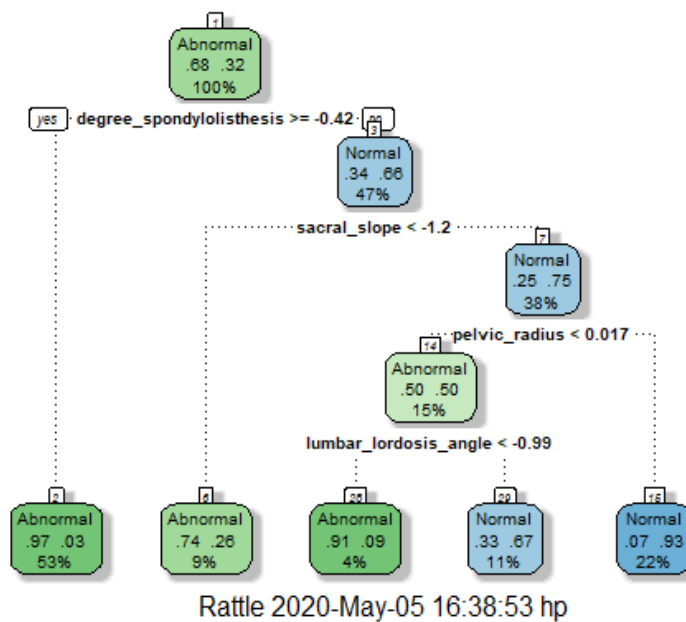 1
Abnormal
.68 .32
100%
yes degree_spondylolisthesis >= -0.42
3
Normal
.34 .66
47%
sacral_slope < -1.2
7
Normal
.25 .75
38%
pelvic_radius < 0.017
14
Abnormal
.50 .50
15%
lumbar_lordosis_angle < -0.99
2
Abnormal
.97 .03
53%
6
Abnormal
.74 .26
9%
28
Abnormal
.91 .09
4%
29
Normal
.33 .67
11%
15
Normal
.07 .93
22%
Rattle 2020-May-05 16:38:53 hp